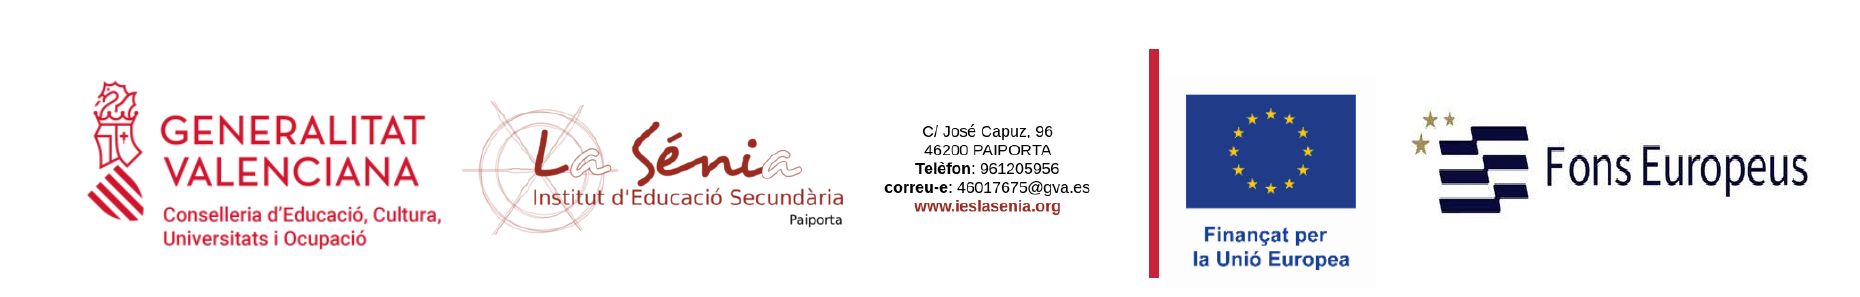 GENERALITAT
VALENCIANA
Conselleria d'Educació, Cultura,
Universitats i Ocupació
La Sénia
Institut d'Educació Secundària
Paiporta
C/ José Capuz, 96
46200 PAIPORTA
Telèfon: 961205956
correu-e: 46017675@gva.es
www.ieslasenia.org
Finançat per
la Unió Europea
Fons Europeus